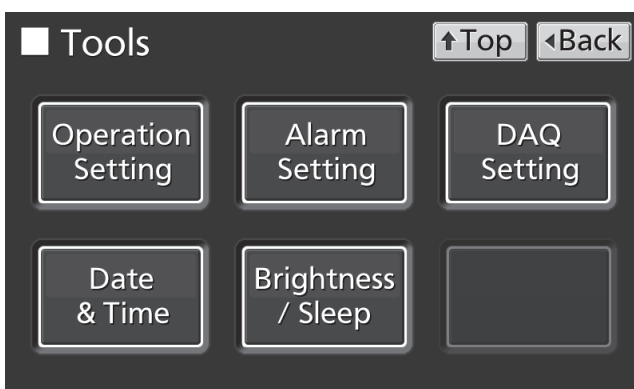 Tools
↑Top
◂Back
Operation
Setting
Alarm
Setting
DAQ
Setting
Date
& Time
Brightness
/ Sleep